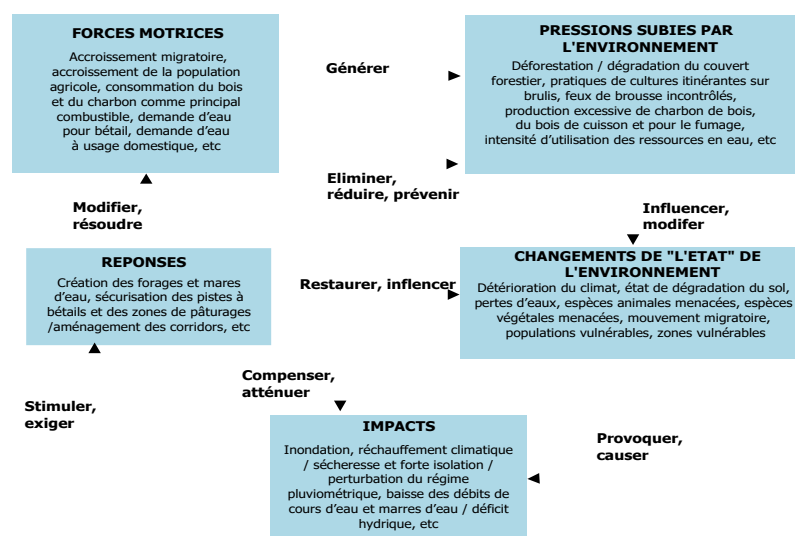 FORCES MOTRICES
Accroissement migratoire,
accroissement de la population
agricole, consommation du bois
et du charbon comme principal
combustible, demande d'eau
pour bétail, demande d'eau
à usage domestique, etc
Générer
PRESSIONS SUBIES PAR
L'ENVIRONNEMENT
Déforestation / dégradation du couvert
forestier, pratiques de cultures itinérantes sur
brulis, feux de brousse incontrôlés,
production excessive de charbon de bois,
du bois de cuisson et pour le fumage,
intensité d'utilisation des ressources en eau, etc
Eliminer,
réduire, prévenir
Modifier,
résoudre
Influencer,
modifer
REPONSES
Création des forages et mares
d'eau, sécurisation des pistes à
bétails et des zones de pâturages
/aménagement des corridors, etc
Restaurer, inflencer
CHANGEMENTS DE "L'ETAT" DE
L'ENVIRONNEMENT
Détérioration du climat, état de dégradation du sol,
pertes d'eaux, espèces animales menacées, espèces
végétales menacées, mouvement migratoire,
populations vulnérables, zones vulnérables
Compenser,
atténuer
Stimuler,
exiger
IMPACTS
Inondation, réchauffement climatique
/ sécheresse et forte isolation /
perturbation du régime
pluviométrique, baisse des débits de
cours d'eau et marres d'eau / déficit
hydrique, etc
Provoquer,
causer